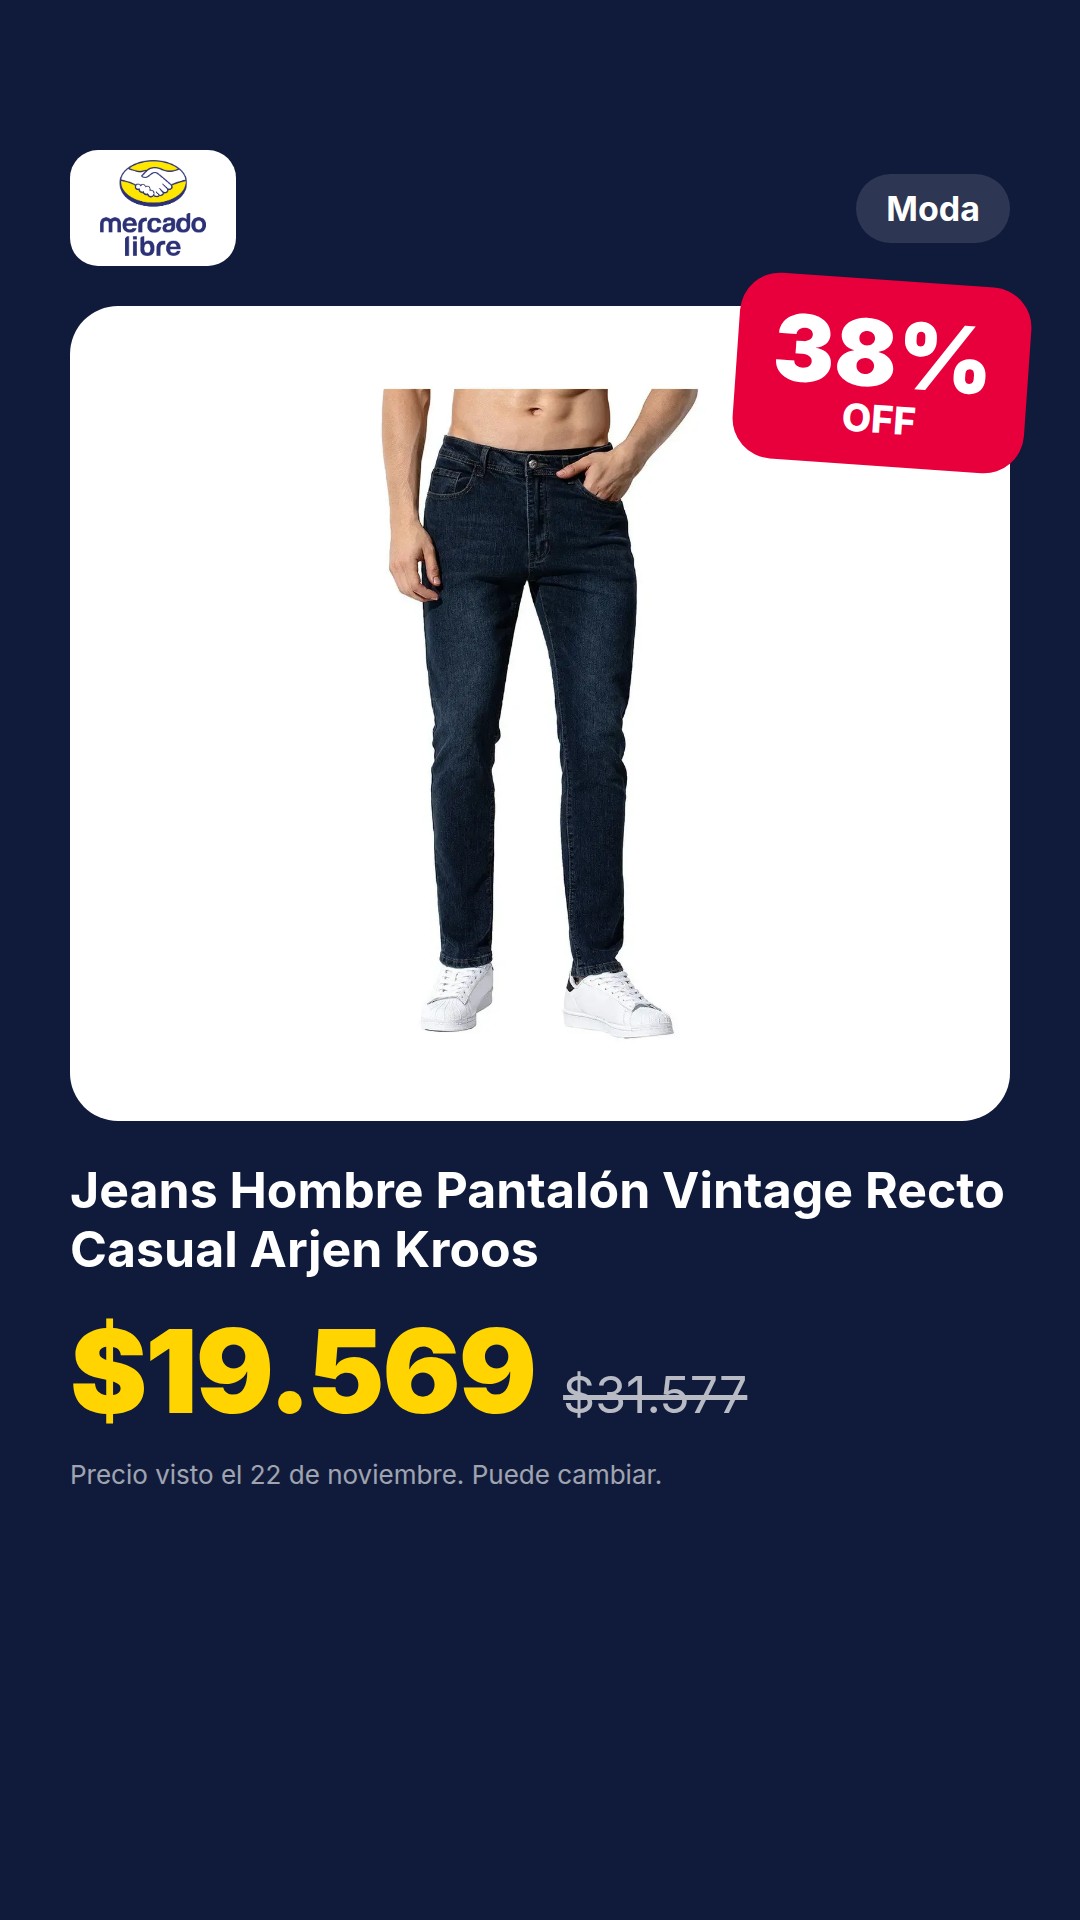 mercado
libre
Moda
38%
OFF
Jeans Hombre Pantalón Vintage Recto
Casual Arjen Kroos
$19.569 $31.577
Precio visto el 22 de noviembre. Puede cambiar.